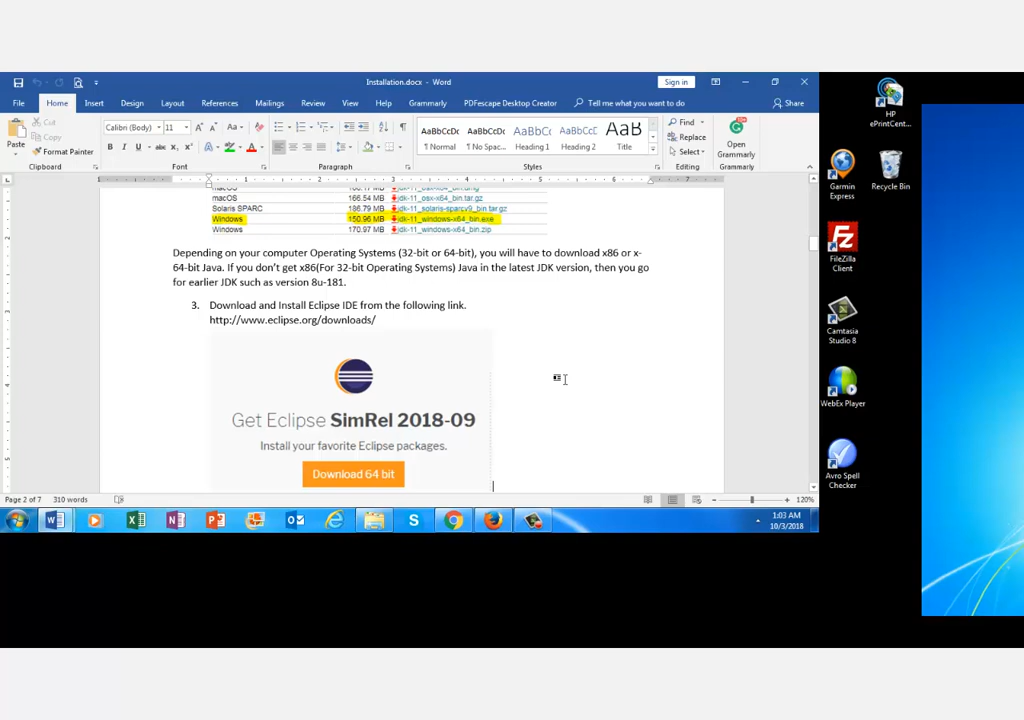 Installation.docx - Word
Sign in
File Home Insert Design Layout References Mailings Review View Help Grammarly PDFescape Desktop Creator Tell me what you want to do Share
Paste
Cut
Copy
Format Painter
Clipboard
Calibri (Body) 11
Font
Paragraph
AaBbCcDc AaBbCcDc AaBbCc AaBbCcC AaB
¶ Normal ¶ No Spac... Heading 1 Heading 2 Title
Styles
Find
Replace
Select
Editing
Open
Grammarly
Grammarly
macOS 166.54 MB jdk-11_osx-x64_bin.tar.gz
Solaris SPARC 186.79 MB jdk-11_solaris-sparcv9_bin.tar.gz
Windows 150.96 MB jdk-11_windows-x64_bin.exe
Windows 170.97 MB jdk-11_windows-x64_bin.zip
Depending on your computer Operating Systems (32-bit or 64-bit), you will have to download x86 or x-
64-bit Java. If you don't get x86(For 32-bit Operating Systems) Java in the latest JDK version, then you go
for earlier JDK such as version 8u-181.
3. Download and Install Eclipse IDE from the following link.
http://www.eclipse.org/downloads/
Get Eclipse SimRel 2018-09
Install your favorite Eclipse packages.
Download 64 bit
Page 2 of 7 310 words
120%
1:03 AM
10/3/2018
HP
ePrintCent...
Garmin
Express
Recycle Bin
FileZilla
Client
Camtasia
Studio 8
WebEx Player
Avro Spell
Checker